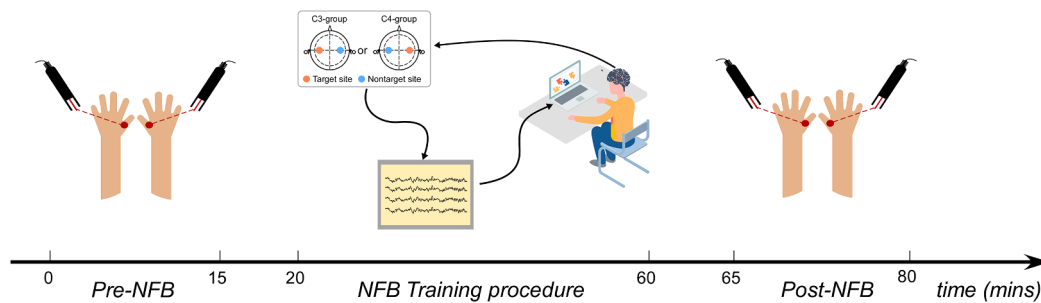 C3-group
C4-group
or
Target site
Nontarget site
0
15
20
60
65
80
Pre-NFB
NFB Training procedure
Post-NFB
time (mins)